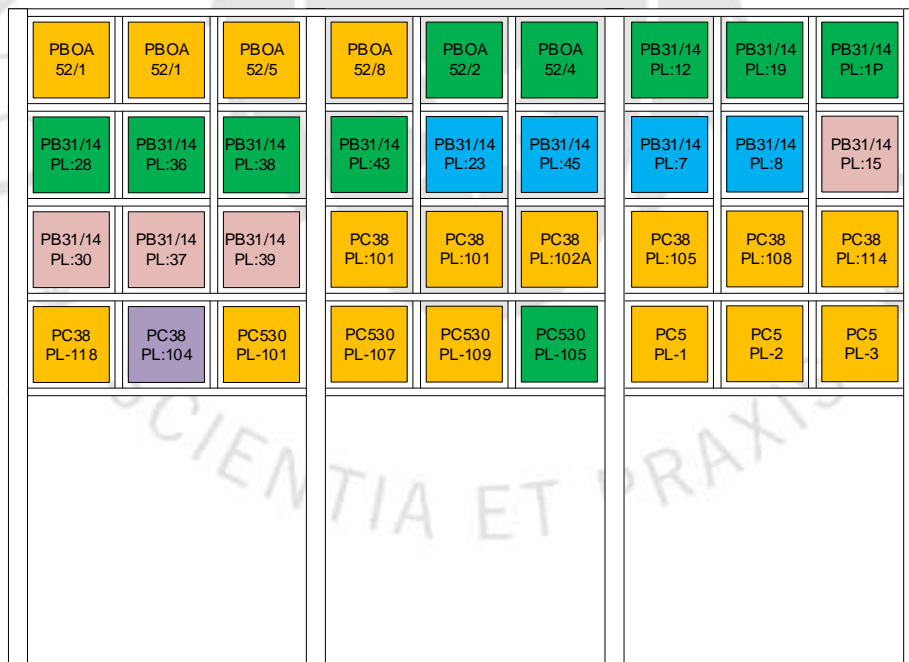 PBOA
52/1
PBOA
52/1
PBOA
52/5
PBOA
52/8
PBOA
52/2
PBOA
52/4
PB31/14
PL:12
PB31/14
PL:19
PB31/14
PL:1P
PB31/14
PL:28
PB31/14
PL:36
PB31/14
PL:38
PB31/14
PL:43
PB31/14
PL:23
PB31/14
PL:45
PB31/14
PL:7
PB31/14
PL:8
PB31/14
PL:15
PB31/14
PL:30
PB31/14
PL:37
PB31/14
PL:39
PC38
PL:101
PC38
PL:101
PC38
PL:102A
PC38
PL:105
PC38
PL:108
PC38
PL:114
PC38
PL-118
PC38
PL:104
PC530
PL-101
PC530
PL-107
PC530
PL-109
PC530
PL-105
PC5
PL-1
PC5
PL-2
PC5
PL-3
SCIENTIA ET PRAXIS